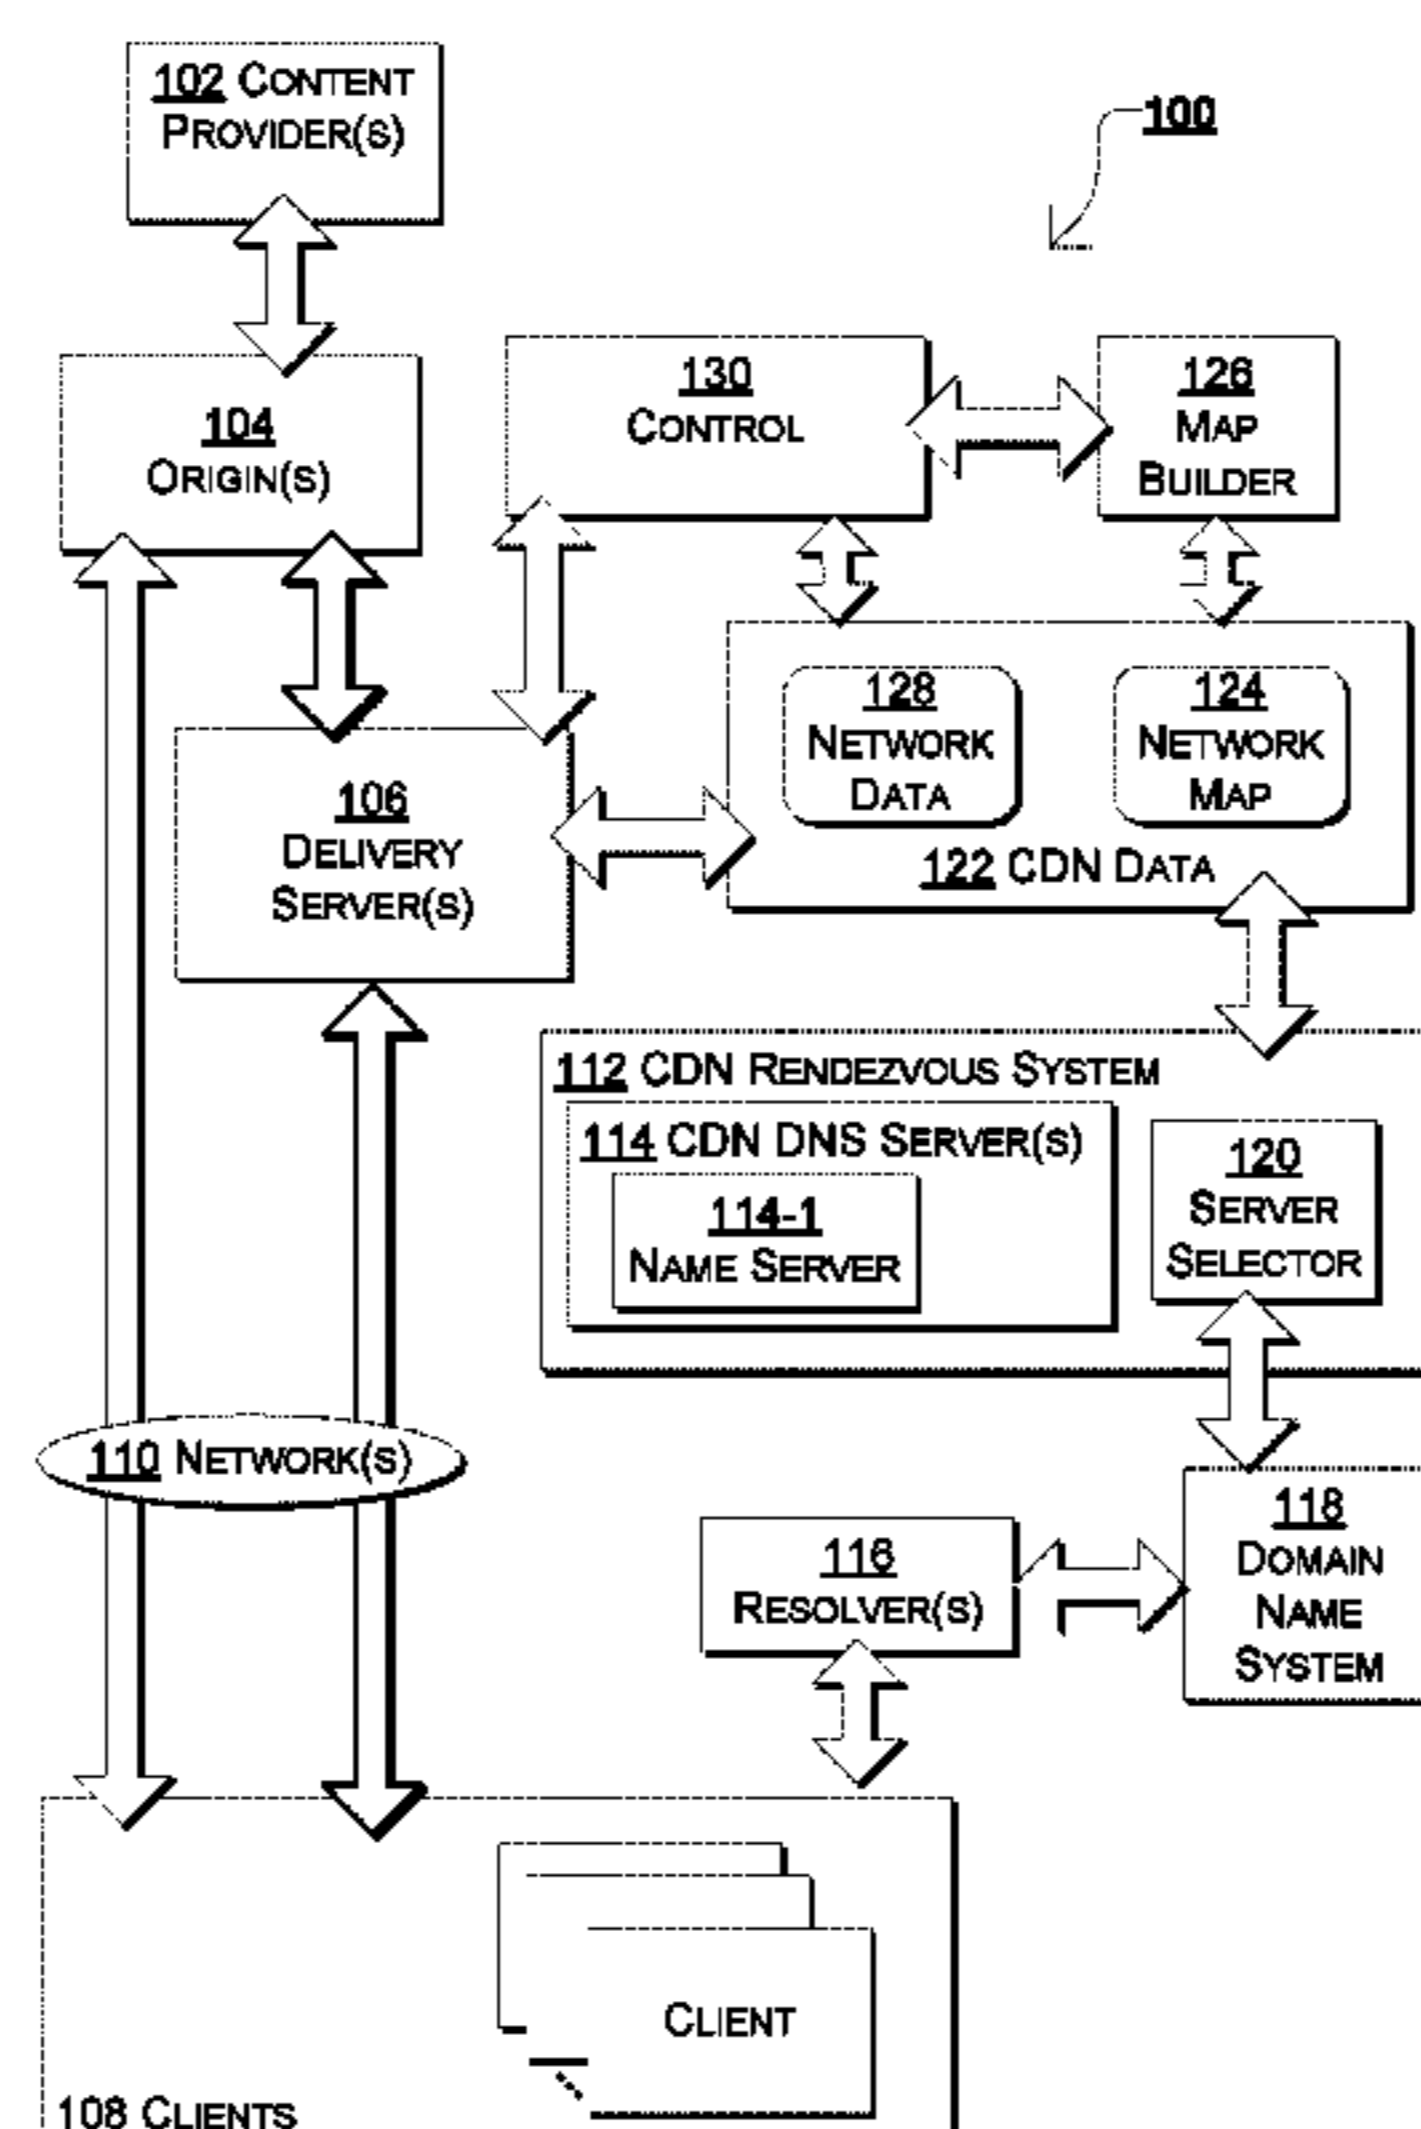 102 CONTENT
PROVIDER(S)
100
104
ORIGIN(S)
130
CONTROL
126
MAP
BUILDER
128
NETWORK
DATA
124
NETWORK
MAP
122 CDN DATA
106
DELIVERY
SERVER(S)
112 CDN RENDEZVOUS SYSTEM
114 CDN DNS SERVER(S)
114-1
NAME SERVER
120
SERVER
SELECTOR
110 NETWORK(S)
116
RESOLVER(S)
118
DOMAIN
NAME
SYSTEM
CLIENT
108 CLIENTS